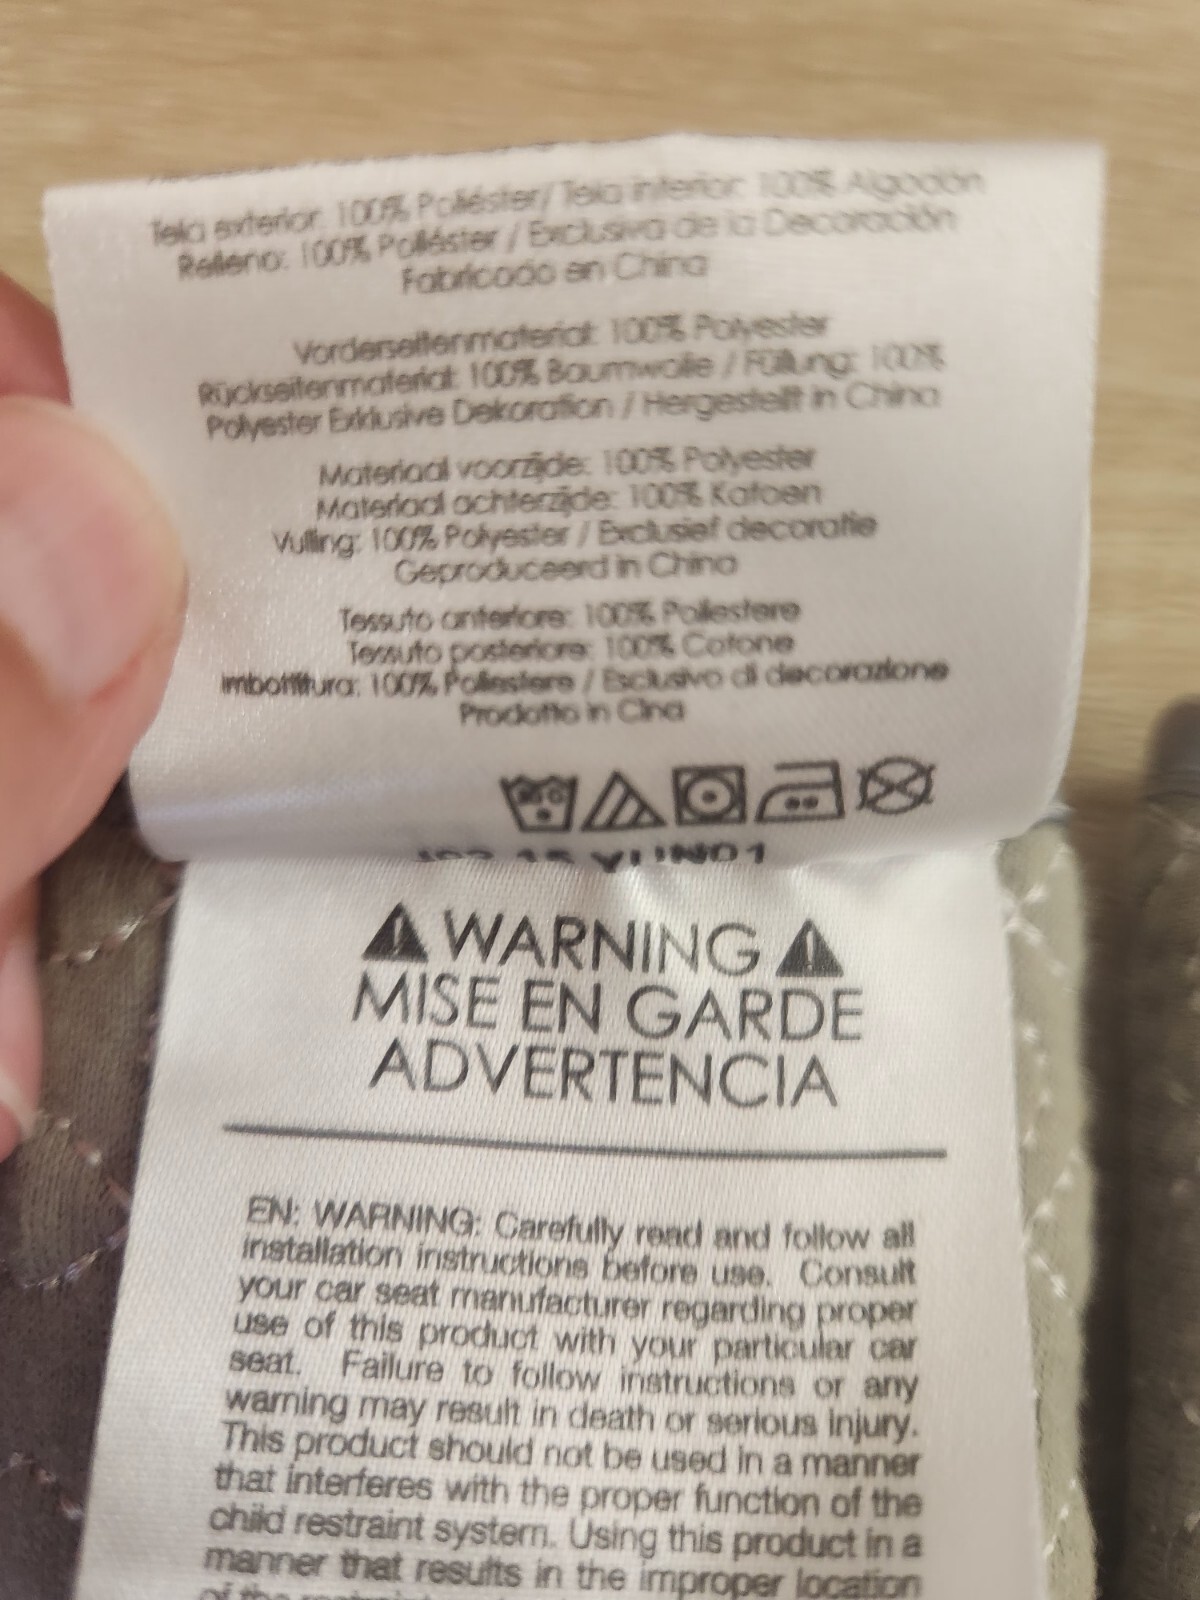 Tela exterior: 100% Poliéster/ Tela interior: 100% Algodón
Relleno: 100% Poliéster / Exclusiva de la Decoración
Fabricado en China
Vorderseitenmaterial: 100% Polyester
Rückseitenmaterial: 100% Baumwolle / Füllung: 100%
Polyester Exklusive Dekoration / Hergestellt in China
Materiaal voorzijde: 100% Polyester
Materiaal achterzijde: 100% Katoen
Vulling: 100% Polyester / Exclusief decoratie
Geproduceerd in China
Tessuto anteriore: 100% Poliestere
Tessuto posteriore: 100% Cotone
Imbottitura: 100% Poliestere / Esclusivo di decorazione
Prodotto in Cina
WARNING
MISE EN GARDE
ADVERTENCIA
EN: WARNING: Carefully read and follow all
installation instructions before use. Consult
your car seat manufacturer regarding proper
use of this product with your particular car
seat. Failure to follow instructions or any
warning may result in death or serious injury.
This product should not be used in a manner
that interferes with the proper function of the
child restraint system. Using this product in a
manner that results in the improper location
of the